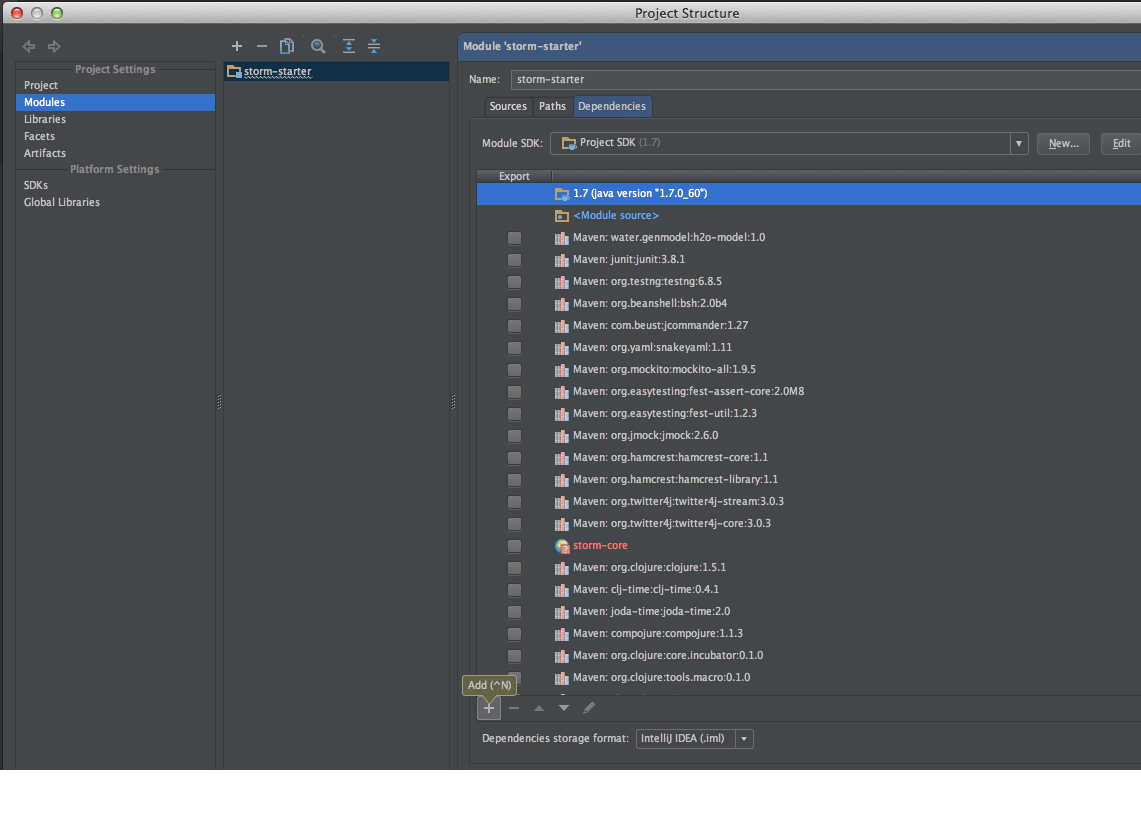 Project Structure
Project Settings
Project
Modules
Libraries
Facets
Artifacts
Platform Settings
SDKs
Global Libraries
storm-starter
Module 'storm-starter'
Name: storm-starter
Sources Paths Dependencies
Module SDK: Project SDK (1.7) New... Edit
Export
1.7 (java version "1.7.0_60")
<Module source>
Maven: water.genmodel:h2o-model:1.0
Maven: junit:junit:3.8.1
Maven: org.testng:testng:6.8.5
Maven: org.beanshell:bsh:2.0b4
Maven: com.beust:jcommander:1.27
Maven: org.yaml:snakeyaml:1.11
Maven: org.mockito:mockito-all:1.9.5
Maven: org.easytesting:fest-assert-core:2.0M8
Maven: org.easytesting:fest-util:1.2.3
Maven: org.jmock:jmock:2.6.0
Maven: org.hamcrest:hamcrest-core:1.1
Maven: org.hamcrest:hamcrest-library:1.1
Maven: org.twitter4j:twitter4j-stream:3.0.3
Maven: org.twitter4j:twitter4j-core:3.0.3
storm-core
Maven: org.clojure:clojure:1.5.1
Maven: clj-time:clj-time:0.4.1
Maven: joda-time:joda-time:2.0
Maven: compojure:compojure:1.1.3
Maven: org.clojure:core.incubator:0.1.0
Maven: org.clojure:tools.macro:0.1.0
Add (^N)
Dependencies storage format: IntelliJ IDEA (.iml)